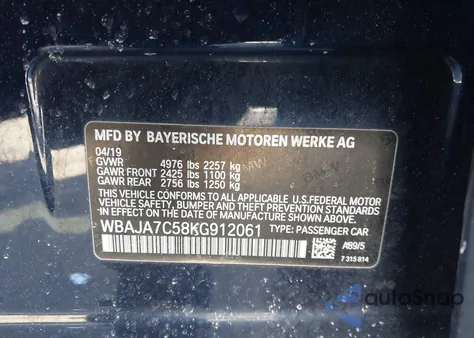 MFD BY BAYERISCHE MOTOREN WERKE AG
04/19
GVWR 4976 lbs 2257 kg
GAWR FRONT 2425 lbs 1100 kg
GAWR REAR 2756 lbs 1250 kg
THIS VEHICLE CONFORMS TO ALL APPLICABLE U.S.FEDERAL MOTOR
VEHICLE SAFETY, BUMPER AND THEFT PREVENTION STANDARDS
IN EFFECT ON THE DATE OF MANUFACTURE SHOWN ABOVE.
WBAJA7C58KG912061 TYPE: PASSENGER CAR
A89/5
7 315 814
autoSnap